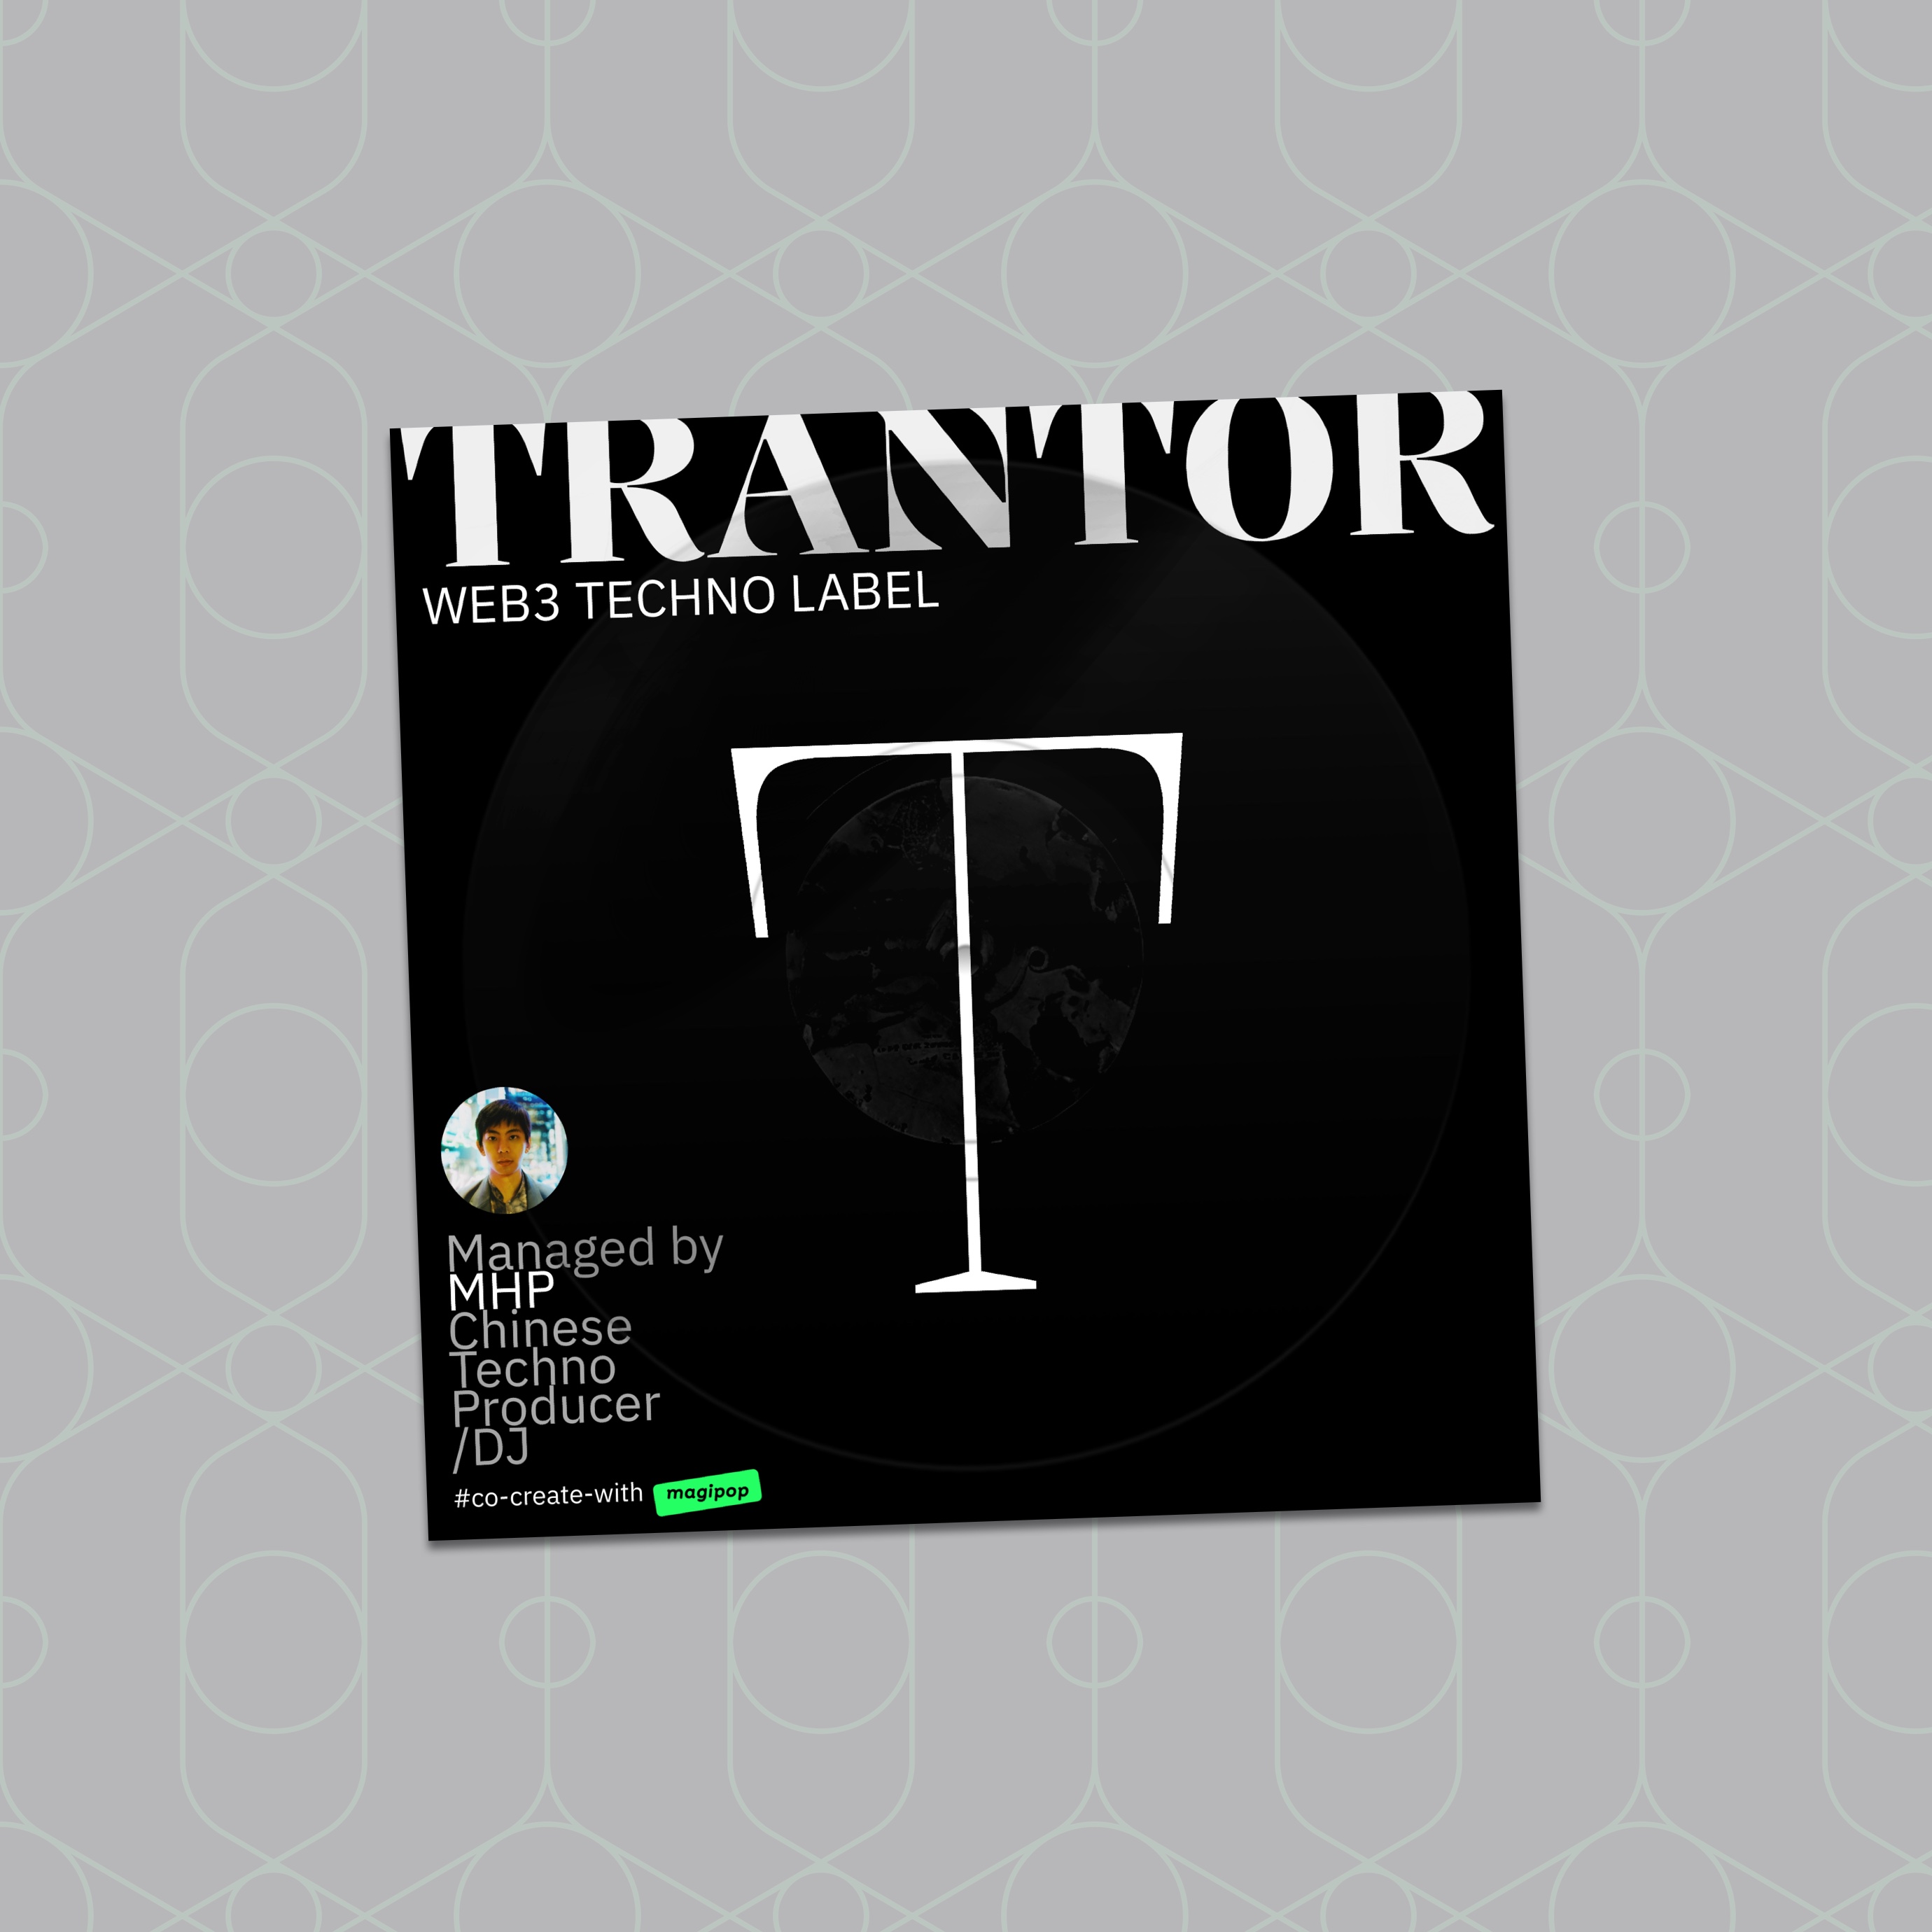 TRANTOR
WEB3 TECHNO LABEL
T
Managed by
MHP
Chinese
Techno
Producer
/DJ
#co-create-with magipop